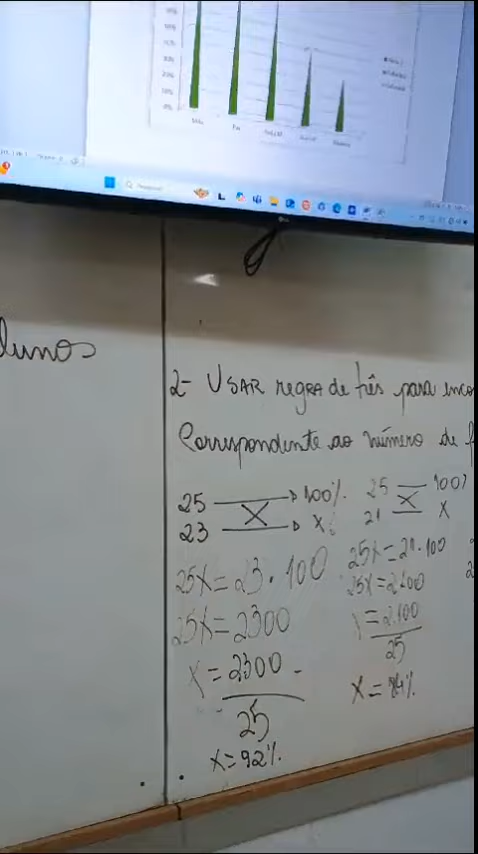 lunos
2- USAR regra de três para inco
Correspondente ao número de f
25 100%
23 X
25X=23.100
25X=2300
X=2300
25
X=92%
25 100%
21 X
25X=21.100
25X=2100
X=2100
25
X=84%